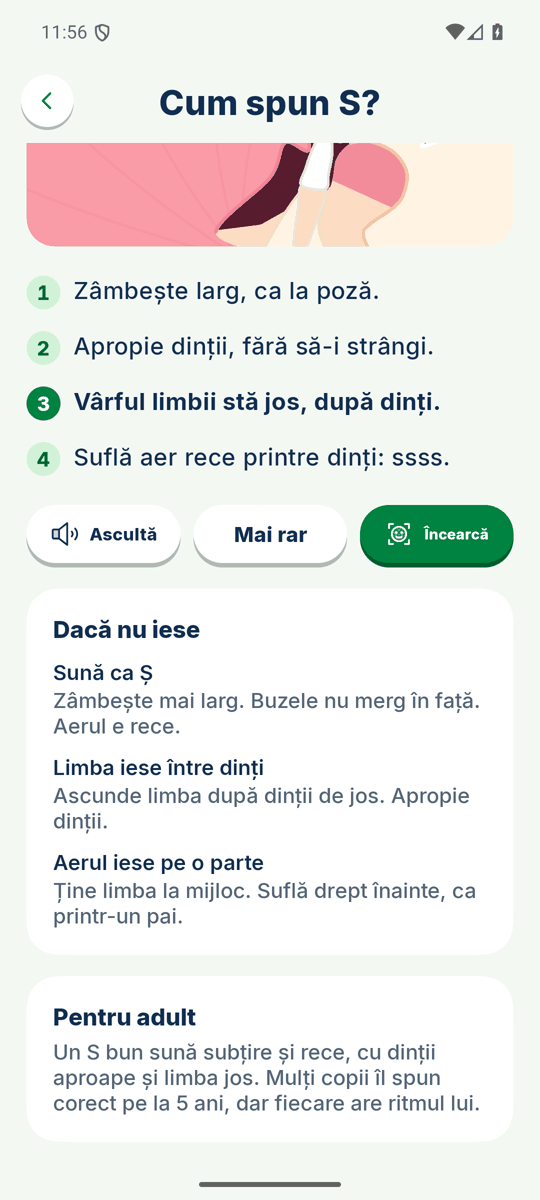 11:56
Cum spun S?
1 Zâmbește larg, ca la poză.
2 Apropie dinții, fără să-i strângi.
3 Vârful limbii stă jos, după dinți.
4 Suflă aer rece printre dinți: ssss.
Ascultă
Mai rar
Încearcă
Dacă nu iese
Sună ca Ș
Zâmbește mai larg. Buzele nu merg în față.
Aerul e rece.
Limba iese între dinți
Ascunde limba după dinții de jos. Apropie
dinții.
Aerul iese pe o parte
Ține limba la mijloc. Suflă drept înainte, ca
printr-un pai.
Pentru adult
Un S bun sună subțire și rece, cu dinții
aproape și limba jos. Mulți copii îl spun
corect pe la 5 ani, dar fiecare are ritmul lui.